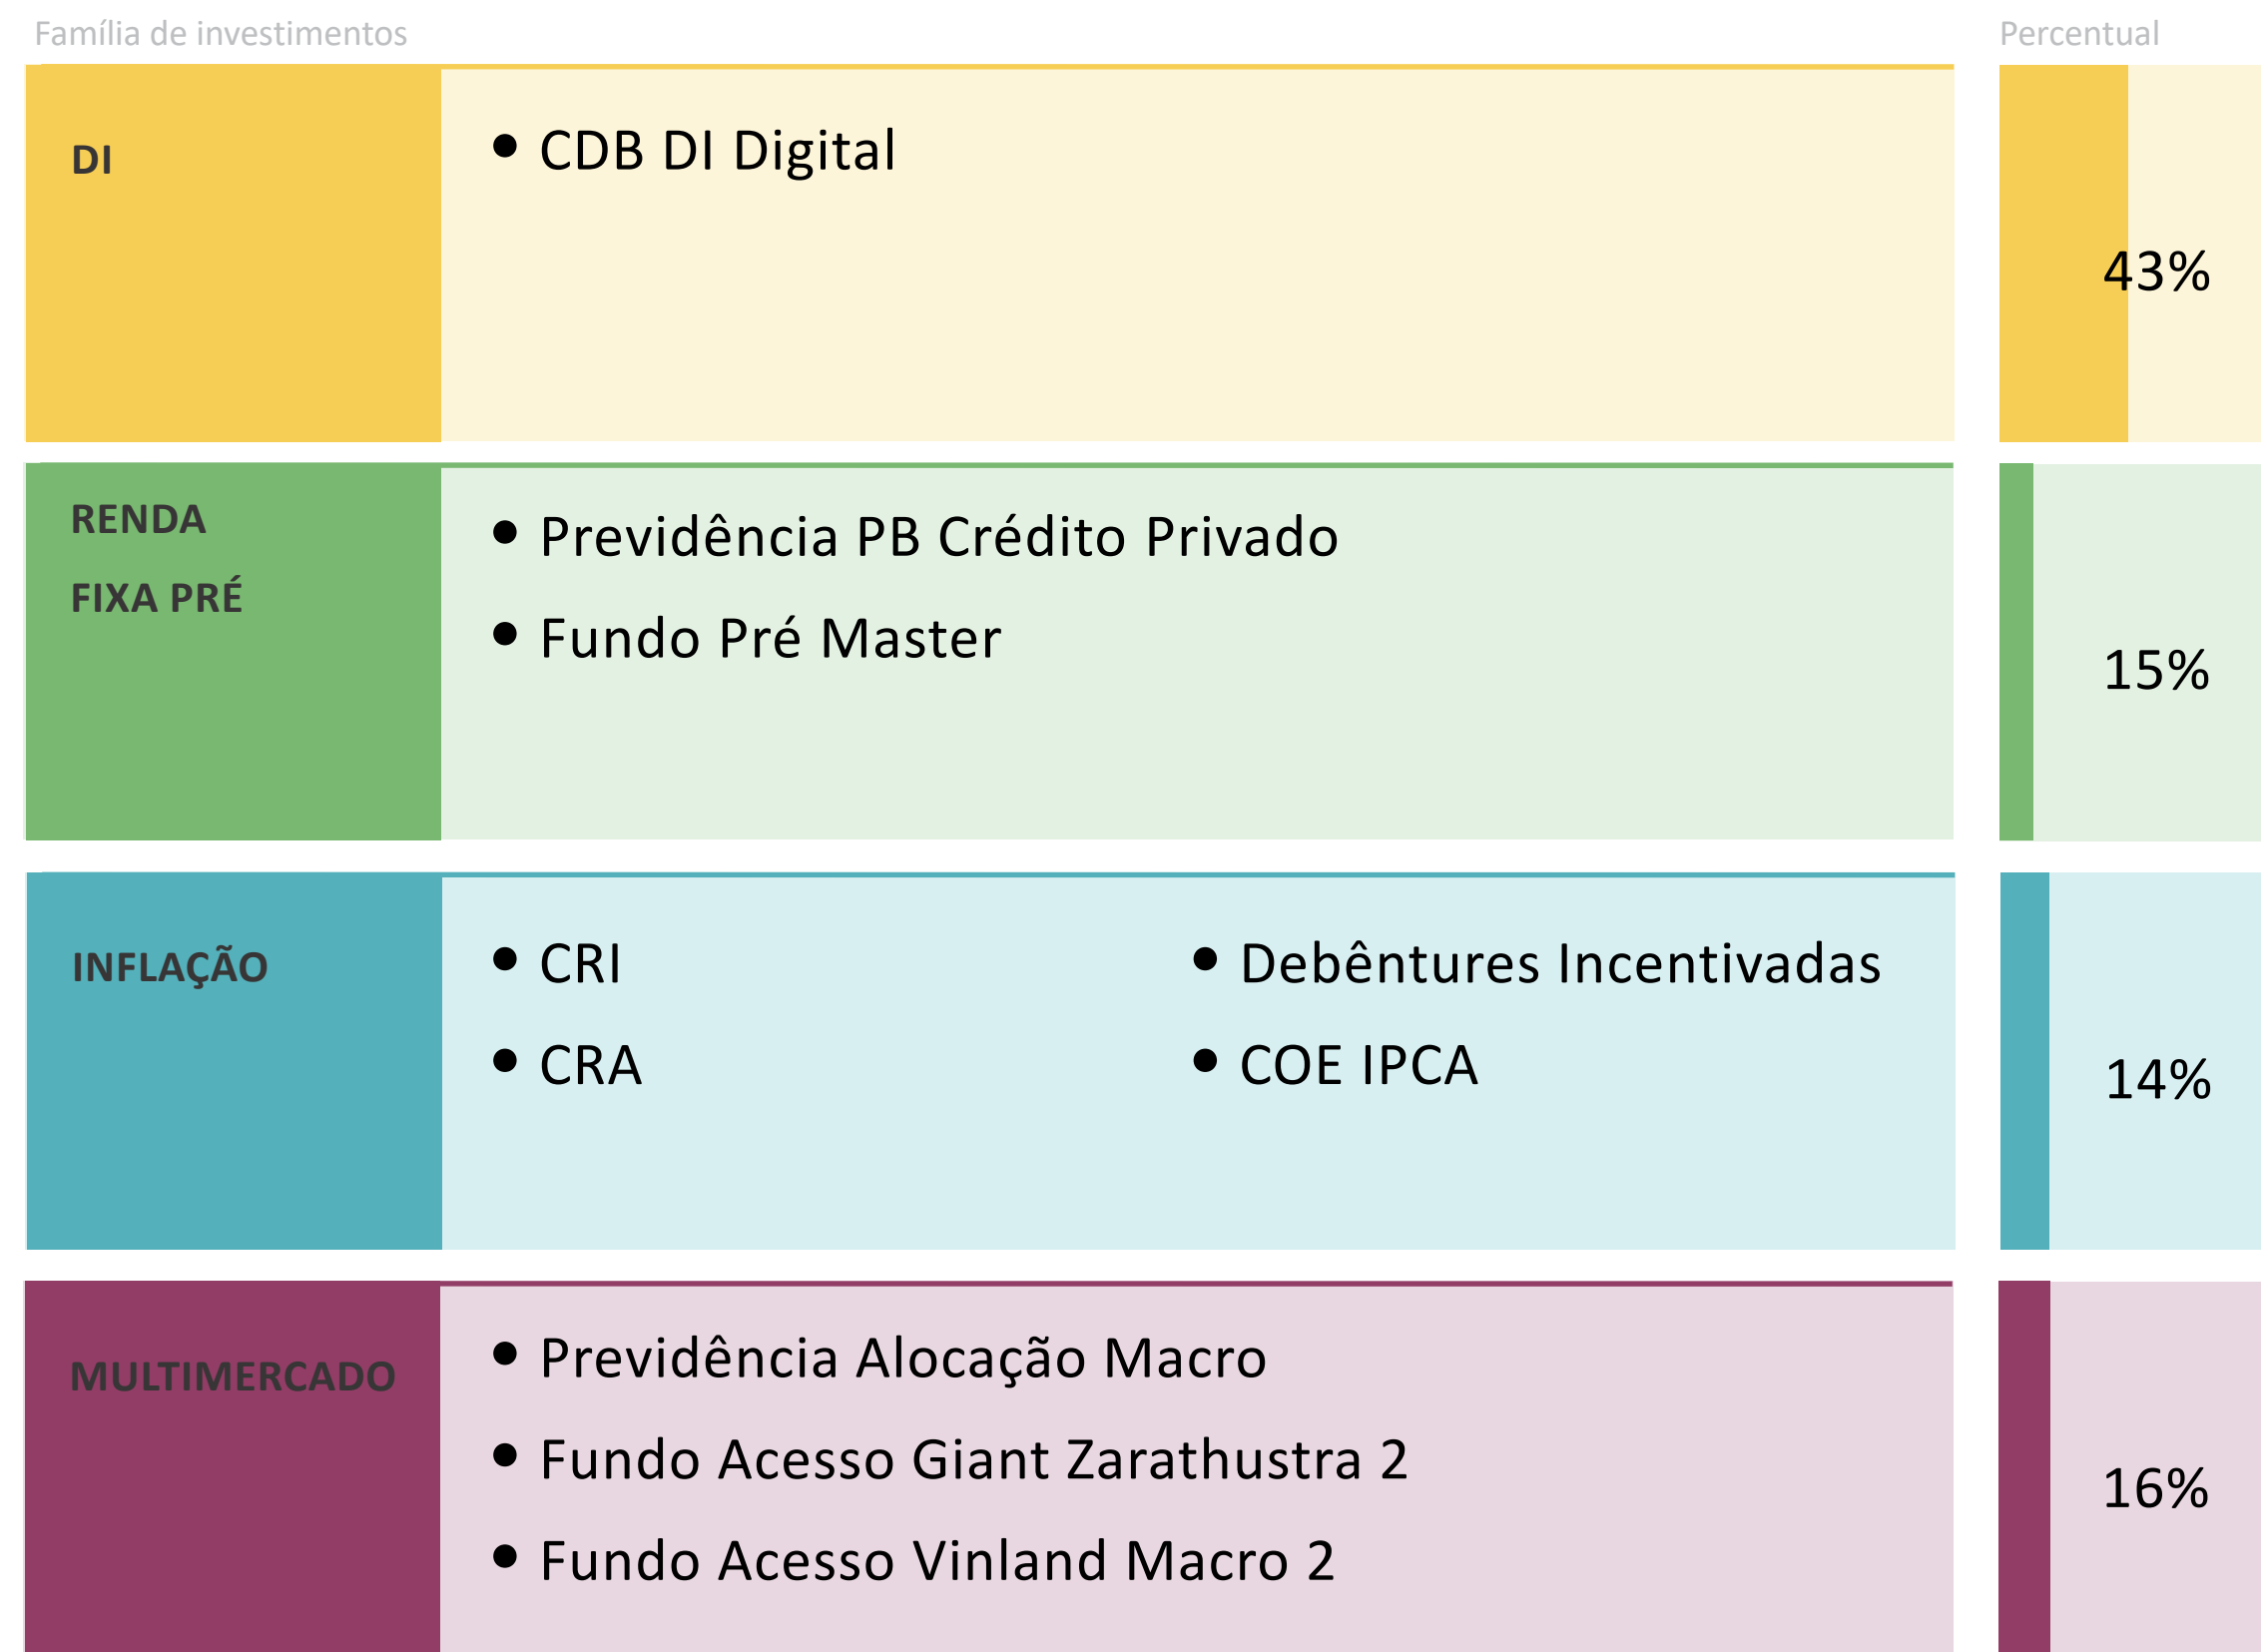 Família de investimentos
Percentual
DI
• CDB DI Digital
43%
RENDA
FIXA PRÉ
• Previdência PB Crédito Privado
• Fundo Pré Master
15%
INFLAÇÃO
• CRI
• CRA
• Debêntures Incentivadas
• COE IPCA
14%
MULTIMERCADO
• Previdência Alocação Macro
• Fundo Acesso Giant Zarathustra 2
• Fundo Acesso Vinland Macro 2
16%